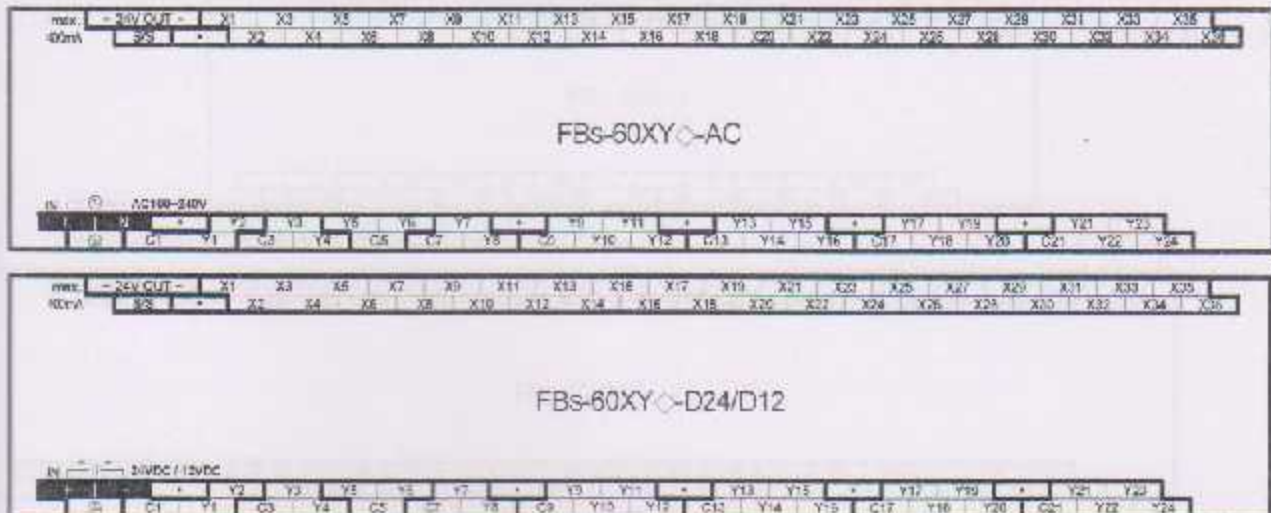 max. - 24V OUT - X1 X3 X5 X7 X9 X11 X13 X15 X17 X19 X21 X23 X25 X27 X29 X31 X33 X35
400mA S/S • X2 X4 X6 X8 X10 X12 X14 X16 X18 X20 X22 X24 X26 X28 X30 X32 X34 X36
FBs-60XY◇-AC
IN AC100~240V
• Y2 Y3 Y5 Y6 Y7 • Y9 Y11 • Y13 Y15 • Y17 Y19 • Y21 Y23
C1 Y1 C3 Y4 C5 C7 Y8 C9 Y10 Y12 C13 Y14 Y16 C17 Y18 Y20 C21 Y22 Y24
max. - 24V OUT - X1 X3 X5 X7 X9 X11 X13 X15 X17 X19 X21 X23 X25 X27 X29 X31 X33 X35
400mA S/S • X2 X4 X6 X8 X10 X12 X14 X16 X18 X20 X22 X24 X26 X28 X30 X32 X34 X36
FBs-60XY◇-D24/D12
IN 24VDC / 12VDC
• Y2 Y3 Y5 Y6 Y7 • Y9 Y11 • Y13 Y15 • Y17 Y19 • Y21 Y23
C1 Y1 C3 Y4 C5 C7 Y8 C9 Y10 Y12 C13 Y14 Y16 C17 Y18 Y20 C21 Y22 Y24